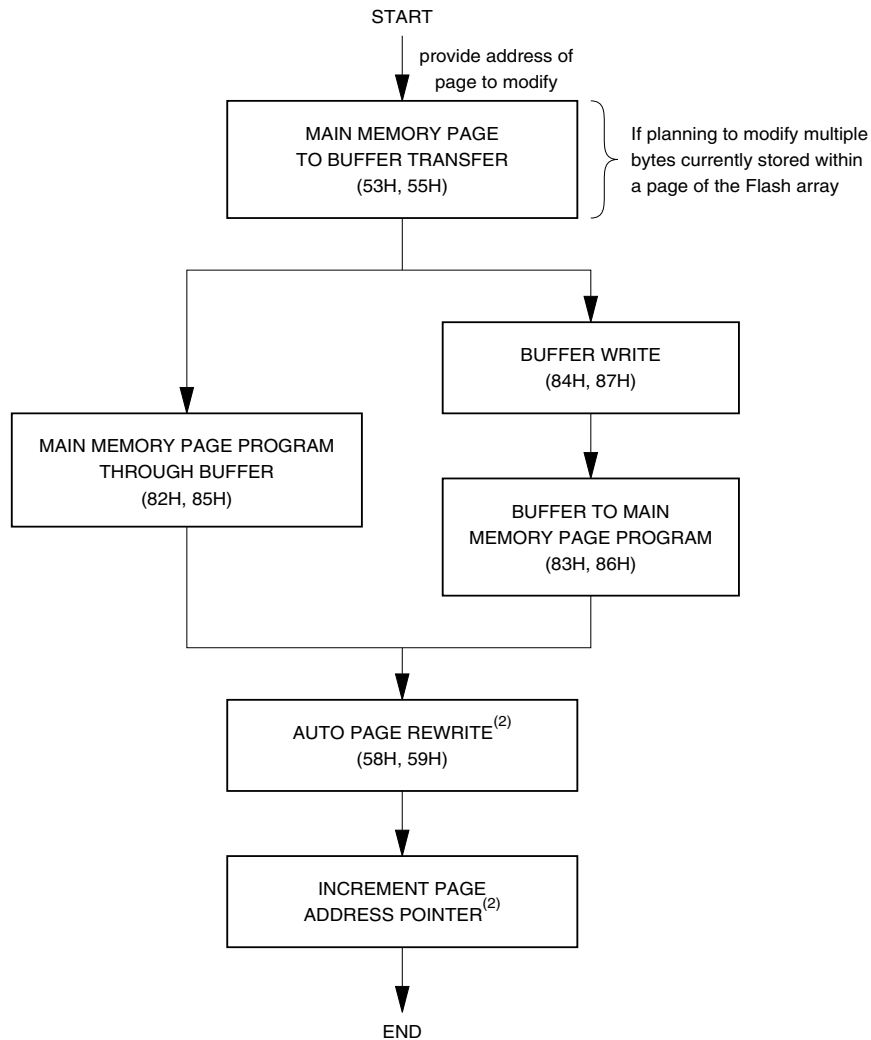 START
provide address of
page to modify
MAIN MEMORY PAGE
TO BUFFER TRANSFER
(53H, 55H)
If planning to modify multiple
bytes currently stored within
a page of the Flash array
BUFFER WRITE
(84H, 87H)
MAIN MEMORY PAGE PROGRAM
THROUGH BUFFER
(82H, 85H)
BUFFER TO MAIN
MEMORY PAGE PROGRAM
(83H, 86H)
AUTO PAGE REWRITE(2)
(58H, 59H)
INCREMENT PAGE
ADDRESS POINTER(2)
END